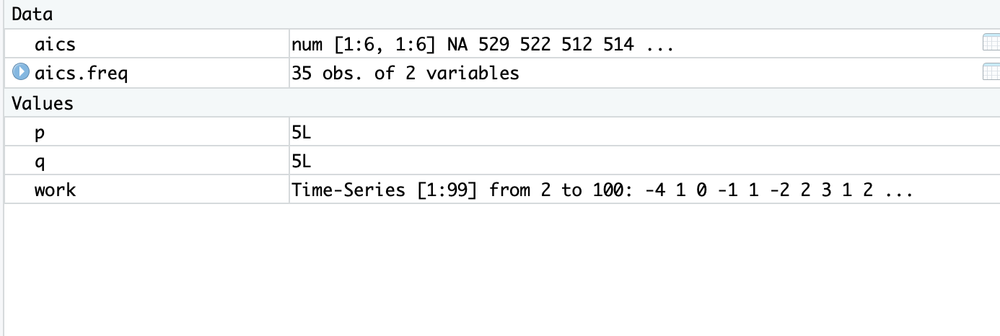 Data
aics num [1:6, 1:6] NA 529 522 512 514 ...
aics.freq 35 obs. of 2 variables
Values
p 5L
q 5L
work Time-Series [1:99] from 2 to 100: -4 1 0 -1 1 -2 2 3 1 2 ...